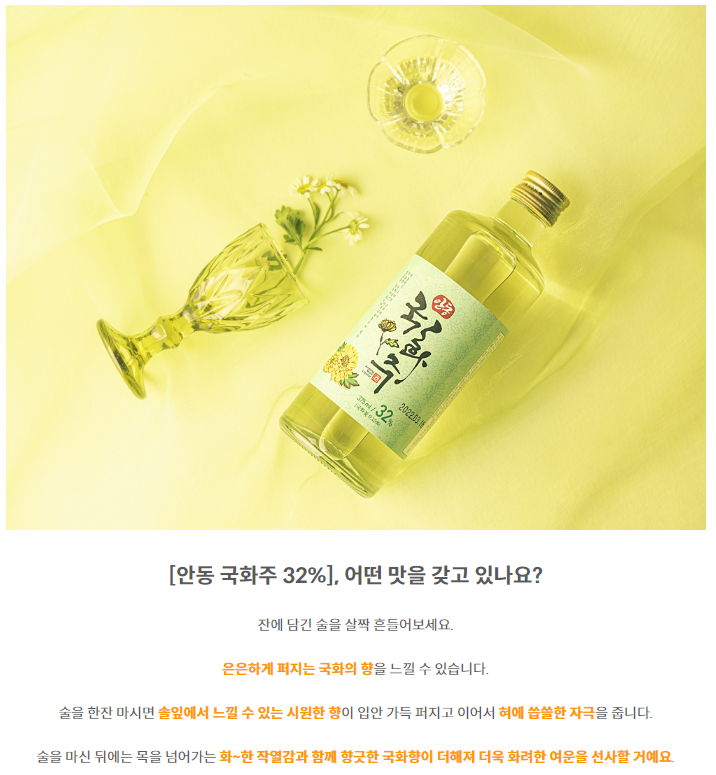 안동
국화주
375ml / 32%
2022.03.16
[안동 국화주 32%], 어떤 맛을 갖고 있나요?
잔에 담긴 술을 살짝 흔들어보세요.
은은하게 퍼지는 국화의 향을 느낄 수 있습니다.
술을 한잔 마시면 솔잎에서 느낄 수 있는 시원한 향이 입안 가득 퍼지고 이어서 혀에 씁쓸한 자극을 줍니다.
술을 마신 뒤에는 목을 넘어가는 화~한 작열감과 함께 향긋한 국화향이 더해져 더욱 화려한 여운을 선사할 거예요.